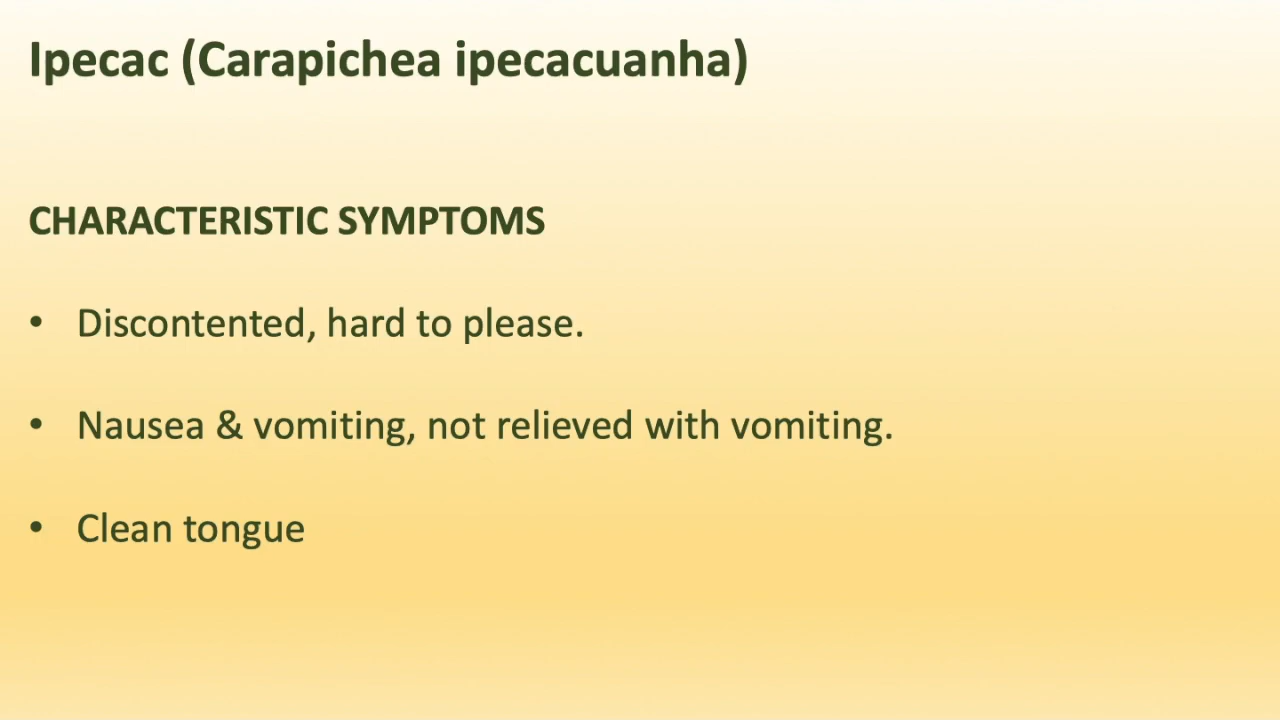 Ipecac (Carapichea ipecacuanha)
CHARACTERISTIC SYMPTOMS
• Discontented, hard to please.
• Nausea & vomiting, not relieved with vomiting.
• Clean tongue